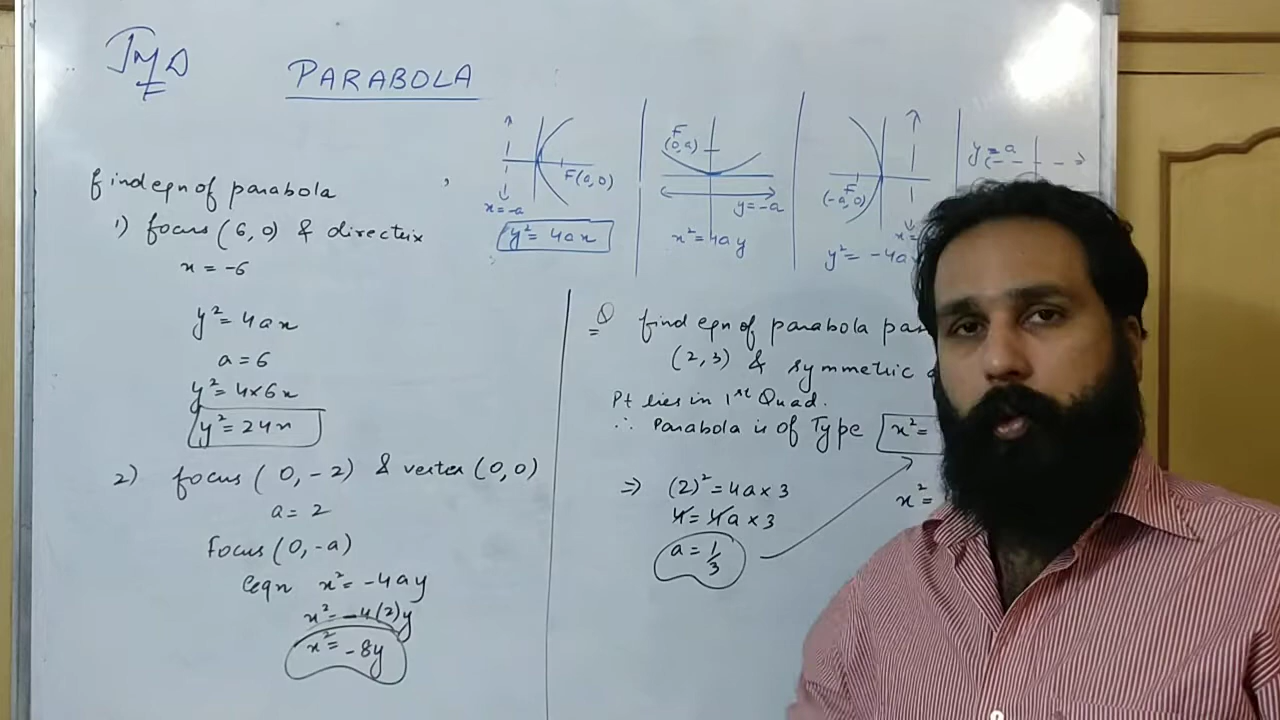 JMD
PARABOLA
find eqn of parabola
1) focus (6, 0) & directrix
x = -6
y² = 4ax
a = 6
y² = 4×6x
y² = 24x
2) focus (0, -2) & vertex (0, 0)
a = 2
Focus (0, -a)
eqn x² = -4ay
x² = -4(2)y
x² = -8y
F(a, 0)
x = -a
y² = 4ax
F
(0, a)
y = -a
x² = 4ay
F
(-a, 0)
x =
y² = -4a
y = a
Q find eqn of parabola pas
(2, 3) & symmetric
Pt lies in 1st Quad.
∴ Parabola is of Type x² =
⇒ (2)² = 4a × 3
4 = 4a × 3
a = 1/3
x² =